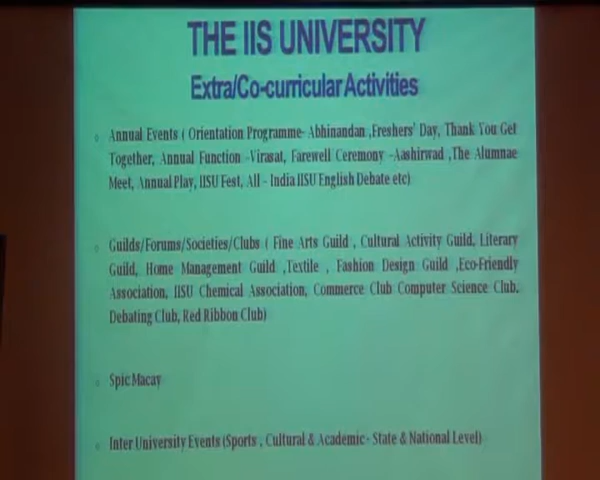 THE IIS UNIVERSITY
Extra/Co-curricular Activities
Annual Events ( Orientation Programme- Abhinandan ,Freshers' Day, Thank You Get
Together, Annual Function -Virasat, Farewell Ceremony -Aashirwad ,The Alumnae
Meet, Annual Play, IISU Fest, All - India IISU English Debate etc)
Guilds/Forums/Societies/Clubs ( Fine Arts Guild , Cultural Activity Guild, Literary
Guild, Home Management Guild ,Textile , Fashion Design Guild ,Eco-Friendly
Association, IISU Chemical Association, Commerce Club Computer Science Club,
Debating Club, Red Ribbon Club)
Spic Macay
Inter University Events (Sports , Cultural & Academic- State & National Level)